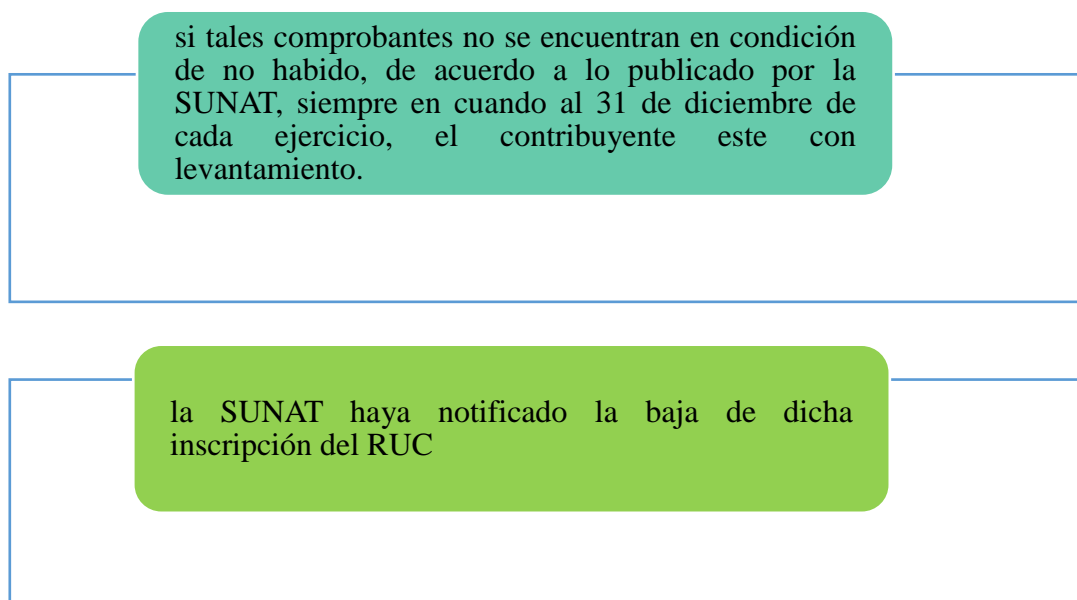 si tales comprobantes no se encuentran en condición
de no habido, de acuerdo a lo publicado por la
SUNAT, siempre en cuando al 31 de diciembre de
cada ejercicio, el contribuyente este con
levantamiento.
la SUNAT haya notificado la baja de dicha
inscripción del RUC